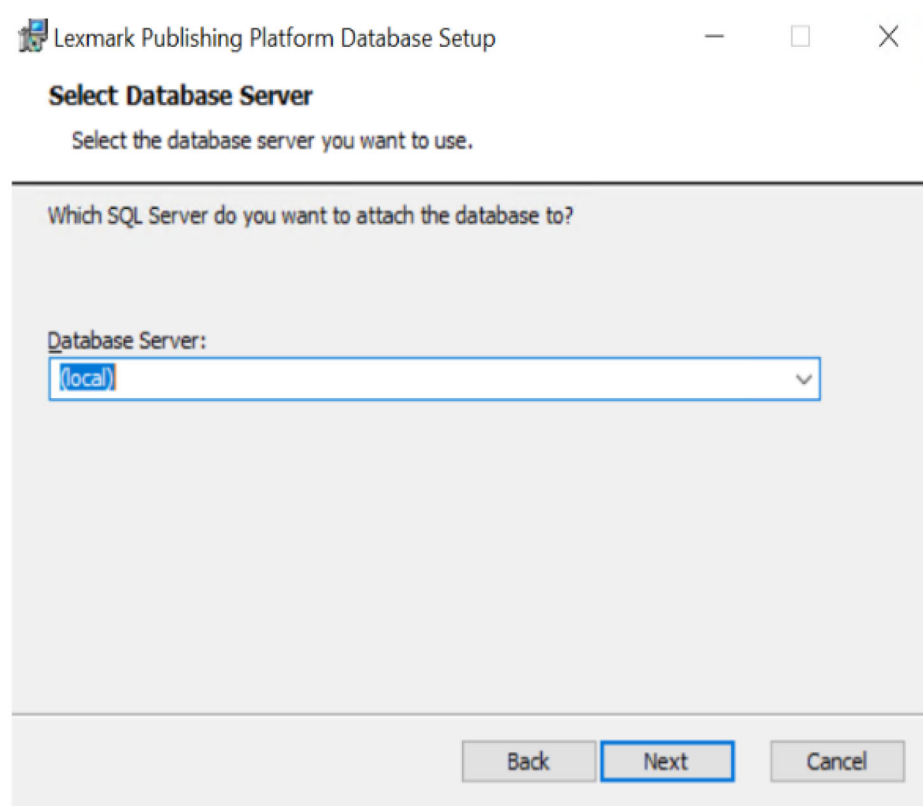 Lexmark Publishing Platform Database Setup
Select Database Server
Select the database server you want to use.
Which SQL Server do you want to attach the database to?
Database Server:
(local)
Back Next Cancel